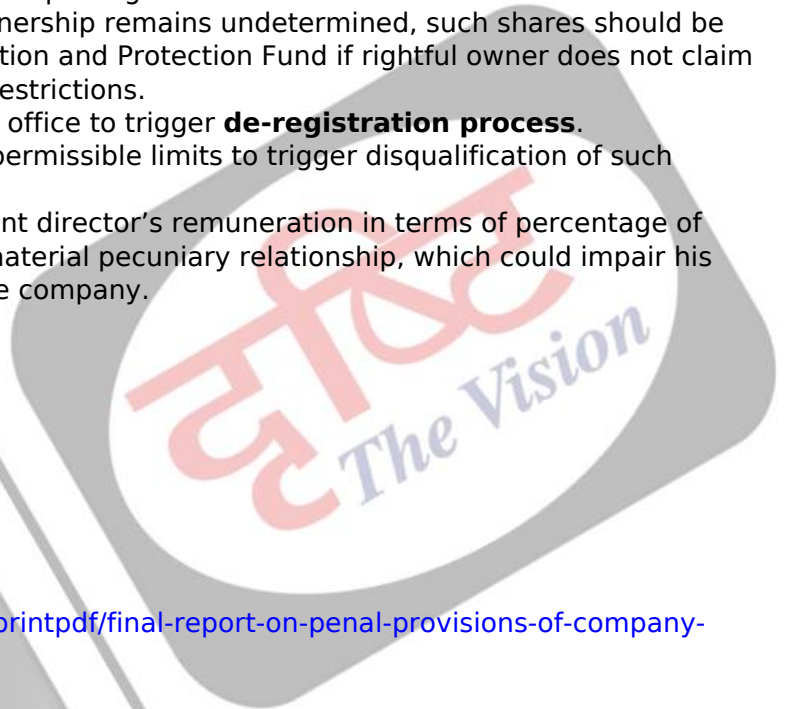 nership remains undetermined, such shares should be
tion and Protection Fund if rightful owner does not claim
estrictions.
office to trigger de-registration process.
permissible limits to trigger disqualification of such
nt director’s remuneration in terms of percentage of
naterial pecuniary relationship, which could impair his
e company.
दृष्टि
The Vision
printpdf/final-report-on-penal-provisions-of-company-